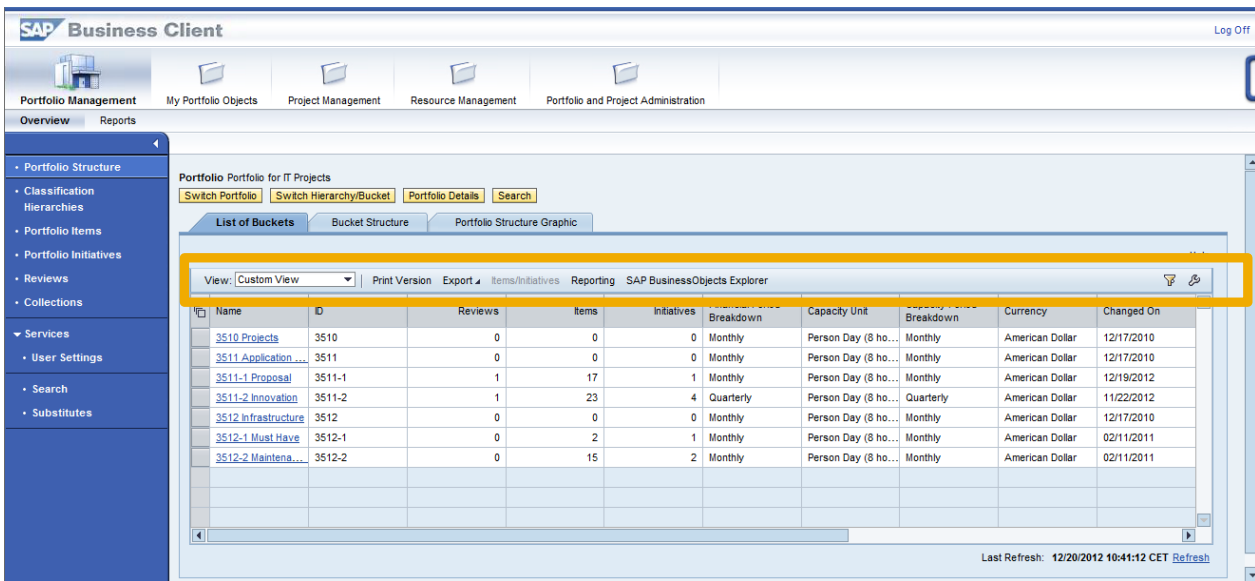 SAP Business Client
Log Off
Portfolio Management My Portfolio Objects Project Management Resource Management Portfolio and Project Administration
Overview Reports
Portfolio Structure
Classification
Hierarchies
Portfolio Items
Portfolio Initiatives
Reviews
Collections
Services
User Settings
Search
Substitutes
Portfolio Portfolio for IT Projects
Switch Portfolio Switch Hierarchy/Bucket Portfolio Details Search
List of Buckets Bucket Structure Portfolio Structure Graphic
View: Custom View Print Version Export Items/Initiatives Reporting SAP BusinessObjects Explorer
Name ID Reviews Items Initiatives Breakdown Capacity Unit Breakdown Currency Changed On
3510 Projects 3510 0 0 0 Monthly Person Day (8 ho... Monthly American Dollar 12/17/2010
3511 Application ... 3511 0 0 0 Monthly Person Day (8 ho... Monthly American Dollar 12/17/2010
3511-1 Proposal 3511-1 1 17 1 Monthly Person Day (8 ho... Monthly American Dollar 12/19/2012
3511-2 Innovation 3511-2 1 23 4 Quarterly Person Day (8 ho... Quarterly American Dollar 11/22/2012
3512 Infrastructure 3512 0 0 0 Monthly Person Day (8 ho... Monthly American Dollar 12/17/2010
3512-1 Must Have 3512-1 0 2 1 Monthly Person Day (8 ho... Monthly American Dollar 02/11/2011
3512-2 Maintena... 3512-2 0 15 2 Monthly Person Day (8 ho... Monthly American Dollar 02/11/2011
Last Refresh: 12/20/2012 10:41:12 CET Refresh